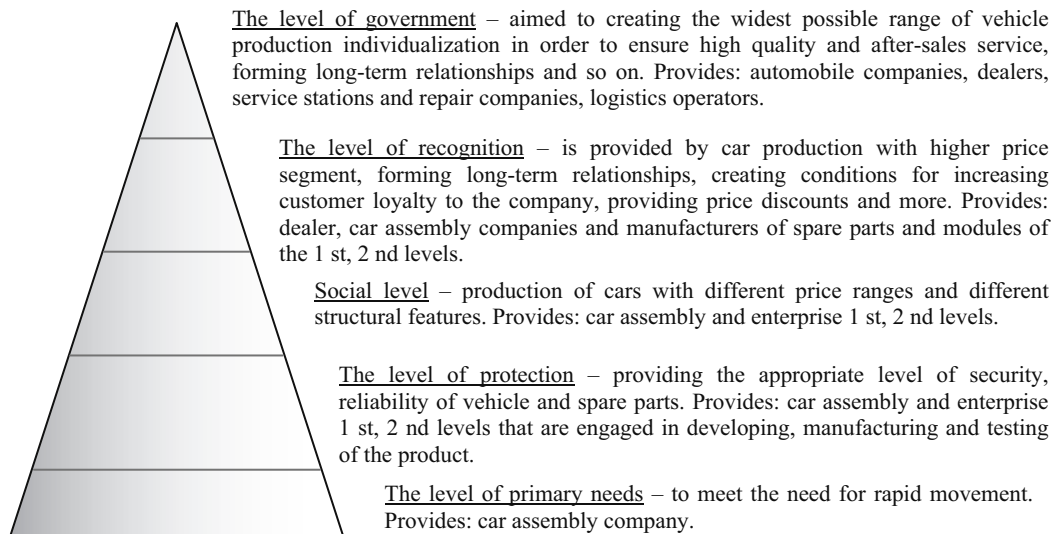 The level of government – aimed to creating the widest possible range of vehicle
production individualization in order to ensure high quality and after-sales service,
forming long-term relationships and so on. Provides: automobile companies, dealers,
service stations and repair companies, logistics operators.
The level of recognition – is provided by car production with higher price
segment, forming long-term relationships, creating conditions for increasing
customer loyalty to the company, providing price discounts and more. Provides:
dealer, car assembly companies and manufacturers of spare parts and modules of
the 1 st, 2 nd levels.
Social level – production of cars with different price ranges and different
structural features. Provides: car assembly and enterprise 1 st, 2 nd levels.
The level of protection – providing the appropriate level of security,
reliability of vehicle and spare parts. Provides: car assembly and enterprise
1 st, 2 nd levels that are engaged in developing, manufacturing and testing
of the product.
The level of primary needs – to meet the need for rapid movement.
Provides: car assembly company.